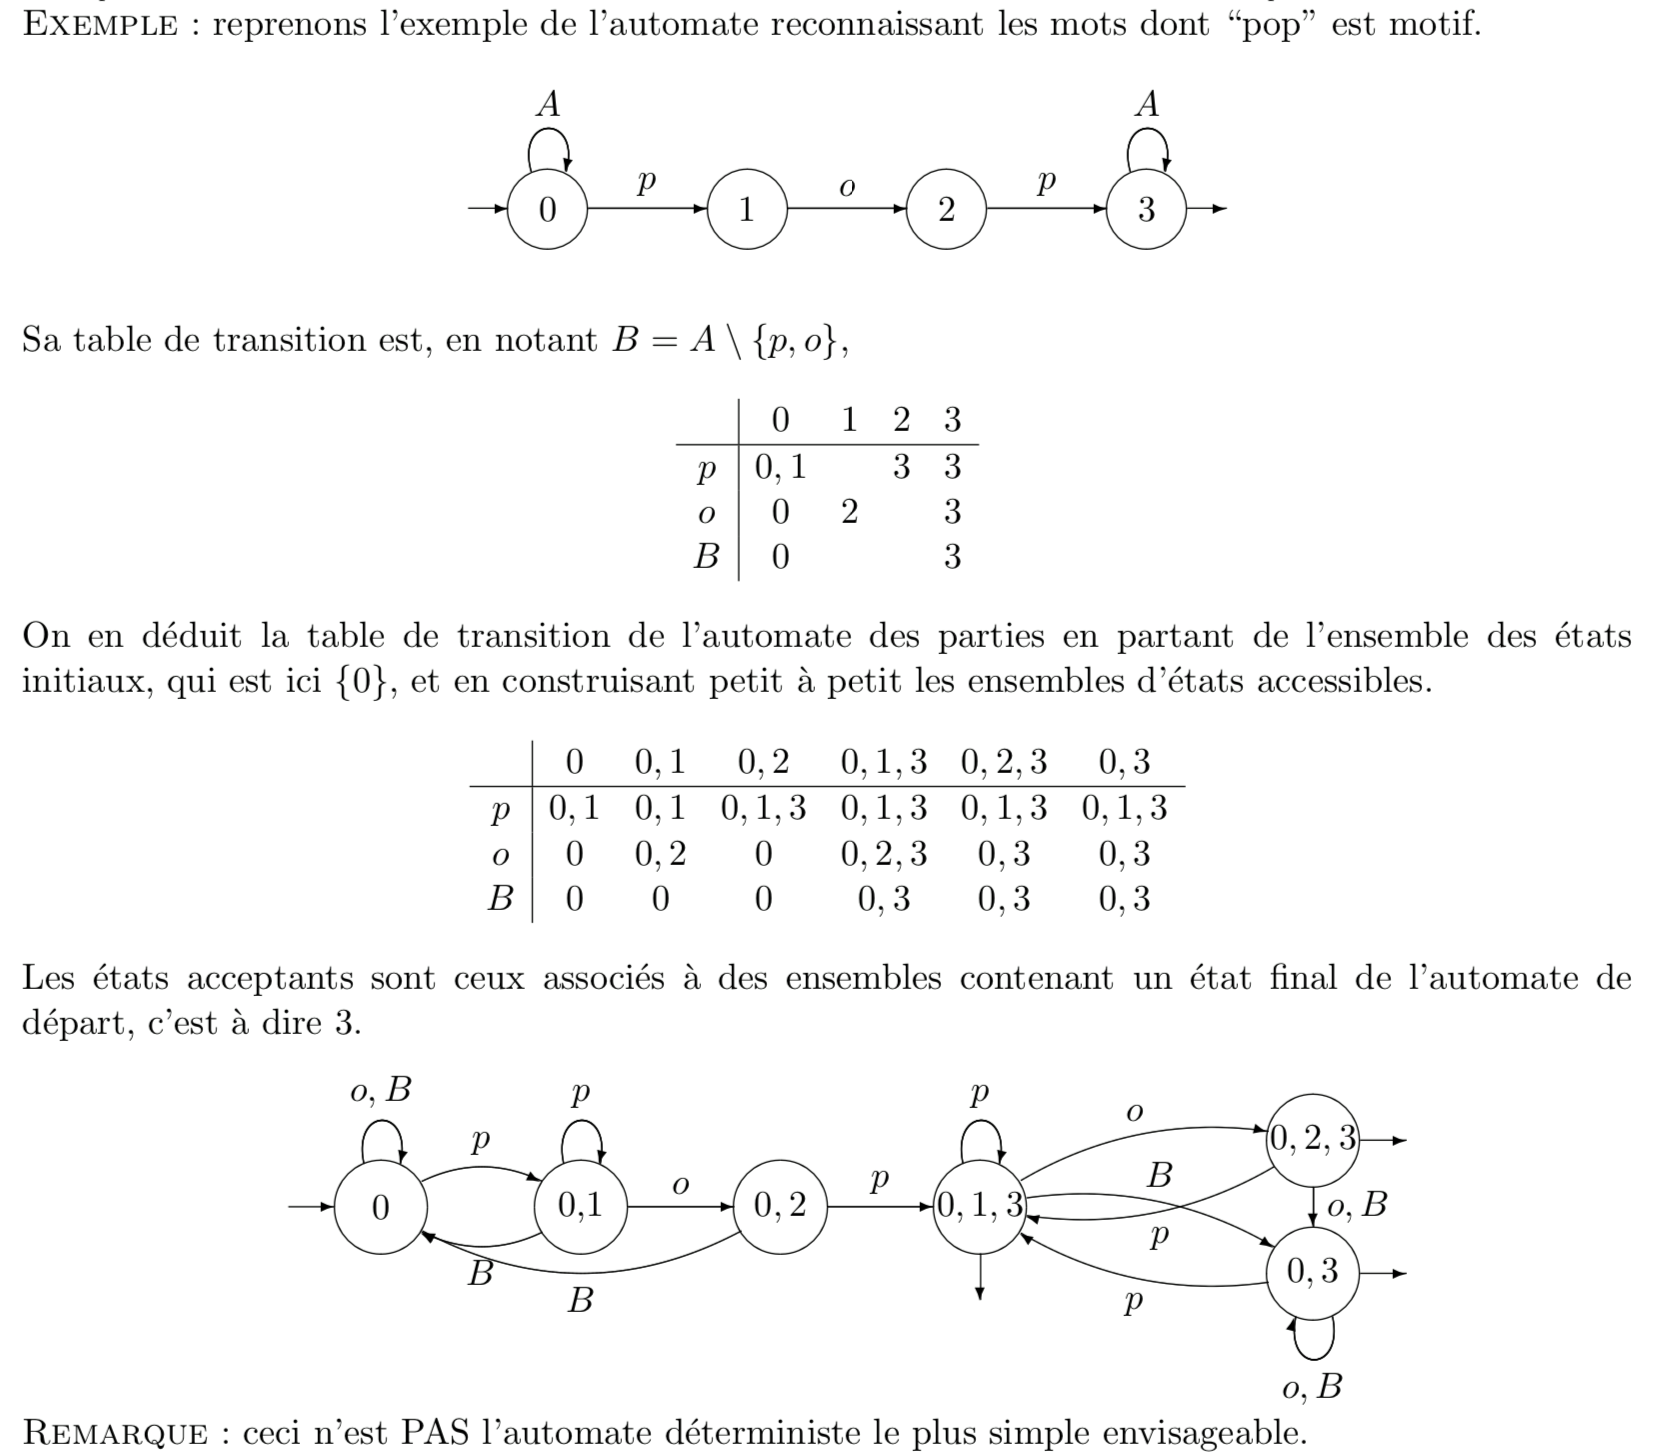 EXEMPLE : reprenons l'exemple de l'automate reconnaissant les mots dont “pop” est motif.
A A
0 p 1 o 2 p 3
Sa table de transition est, en notant B = A \ {p, o},
0 1 2 3
p 0, 1 3 3
o 0 2 3
B 0 3
On en déduit la table de transition de l'automate des parties en partant de l'ensemble des états
initiaux, qui est ici {0}, et en construisant petit à petit les ensembles d'états accessibles.
0 0, 1 0, 2 0, 1, 3 0, 2, 3 0, 3
p 0, 1 0, 1 0, 1, 3 0, 1, 3 0, 1, 3 0, 1, 3
o 0 0, 2 0 0, 2, 3 0, 3 0, 3
B 0 0 0 0, 3 0, 3 0, 3
Les états acceptants sont ceux associés à des ensembles contenant un état final de l'automate de
départ, c'est à dire 3.
o, B p p o
p B 0, 2, 3
0 0,1 o 0, 2 p 0, 1, 3 o, B
B B p 0, 3
p
o, B
REMARQUE : ceci n'est PAS l'automate déterministe le plus simple envisageable.